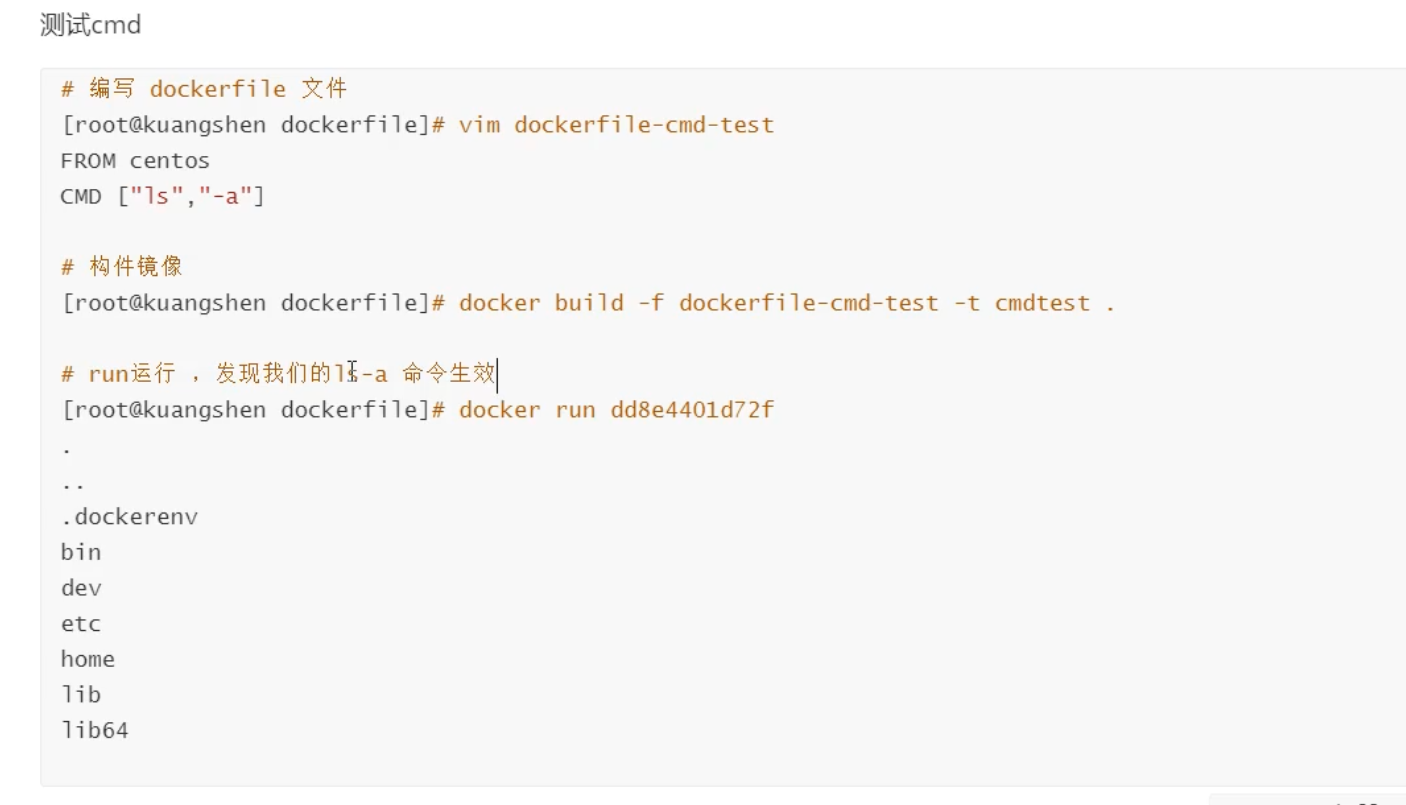 测试cmd
# 编写 dockerfile 文件
[root@kuangshen dockerfile]# vim dockerfile-cmd-test
FROM centos
CMD ["ls","-a"]
# 构件镜像
[root@kuangshen dockerfile]# docker build -f dockerfile-cmd-test -t cmdtest .
# run运行 ，发现我们的ls-a 命令生效
[root@kuangshen dockerfile]# docker run dd8e4401d72f
.
..
.dockerenv
bin
dev
etc
home
lib
lib64